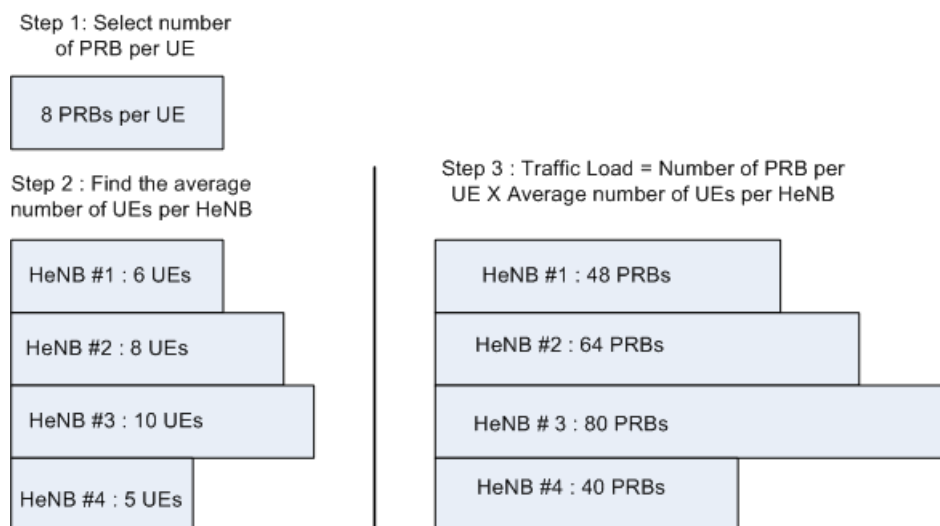 Step 1: Select number
of PRB per UE
8 PRBs per UE
Step 2 : Find the average
number of UEs per HeNB
HeNB #1 : 6 UEs
HeNB #2 : 8 UEs
HeNB #3 : 10 UEs
HeNB #4 : 5 UEs
Step 3 : Traffic Load = Number of PRB per
UE X Average number of UEs per HeNB
HeNB #1 : 48 PRBs
HeNB #2 : 64 PRBs
HeNB # 3 : 80 PRBs
HeNB #4 : 40 PRBs